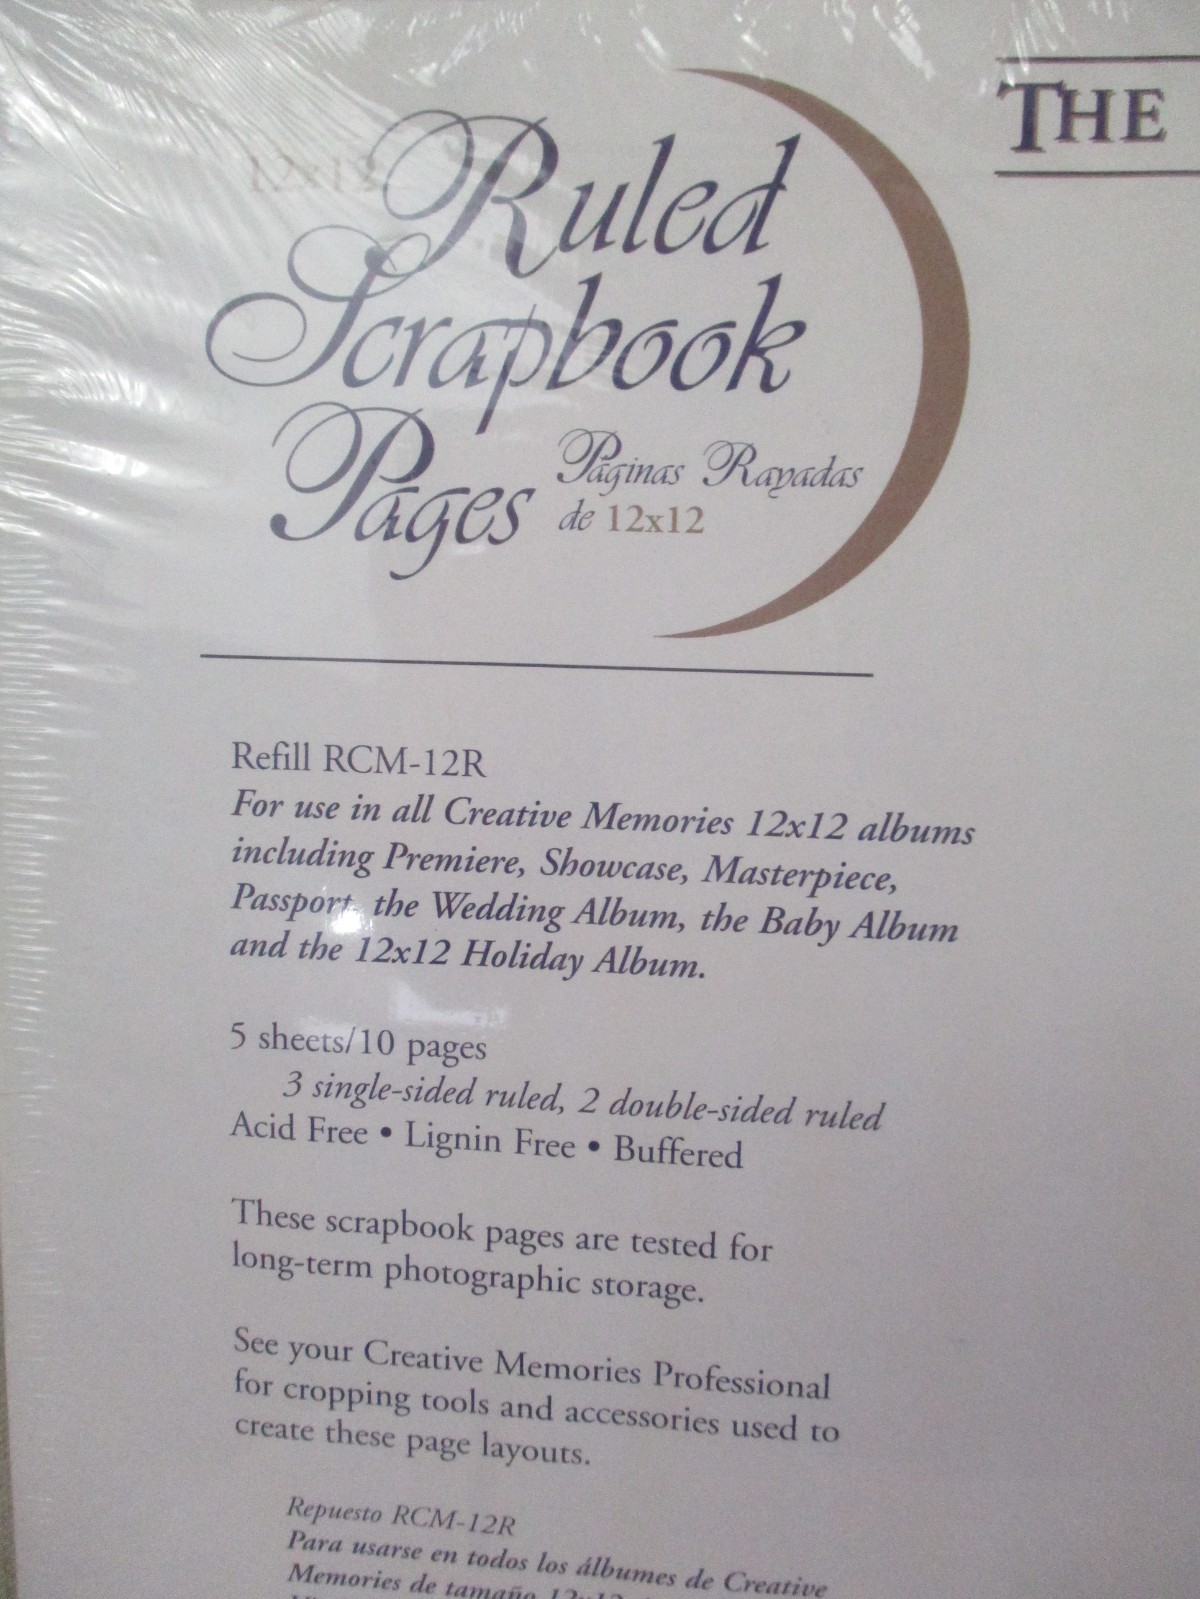 THE
12x12 Ruled
Scrapbook
Pages
Páginas Rayadas
de 12x12
Refill RCM-12R
For use in all Creative Memories 12x12 albums
including Premiere, Showcase, Masterpiece,
Passport, the Wedding Album, the Baby Album
and the 12x12 Holiday Album.
5 sheets/10 pages
3 single-sided ruled, 2 double-sided ruled
Acid Free • Lignin Free • Buffered
These scrapbook pages are tested for
long-term photographic storage.
See your Creative Memories Professional
for cropping tools and accessories used to
create these page layouts.
Repuesto RCM-12R
Para usarse en todos los álbumes de Creative
Memories de tamaño 12x12